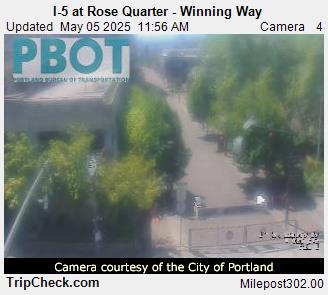 I-5 at Rose Quarter - Winning Way
Updated May 05 2025 11:56 AM Camera 4
PBOT
PORTLAND BUREAU OF TRANSPORTATION
Camera courtesy of the City of Portland
TripCheck.com Milepost302.00